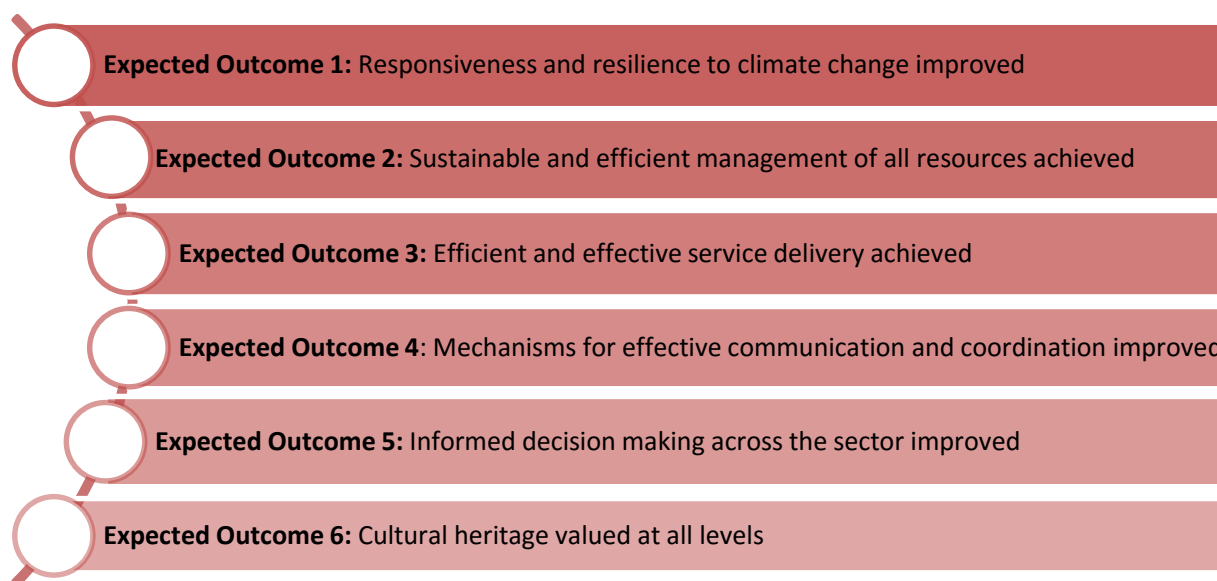 Expected Outcome 1: Responsiveness and resilience to climate change improved
Expected Outcome 2: Sustainable and efficient management of all resources achieved
Expected Outcome 3: Efficient and effective service delivery achieved
Expected Outcome 4: Mechanisms for effective communication and coordination improved
Expected Outcome 5: Informed decision making across the sector improved
Expected Outcome 6: Cultural heritage valued at all levels